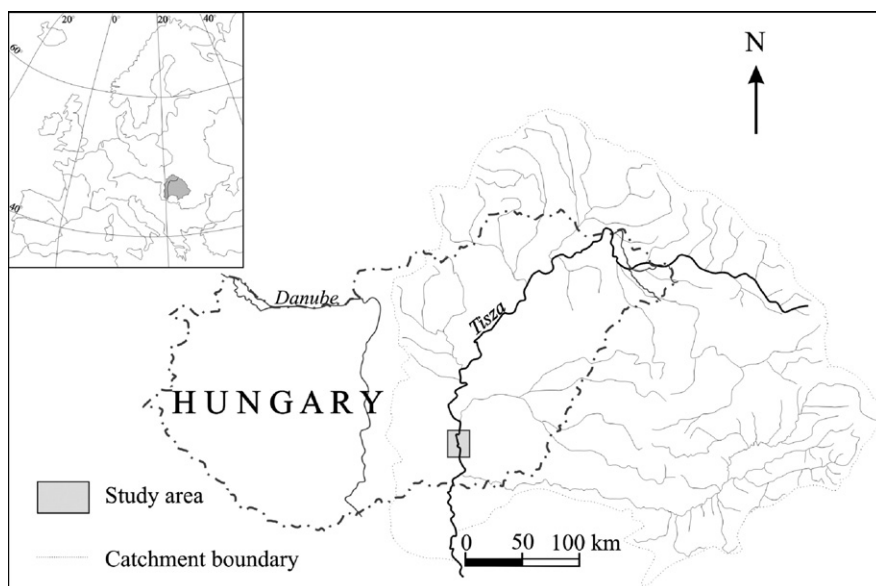 20°
0°
20°
40°
N
60°
40°
Danube
Tisza
HUNGARY
Study area
Catchment boundary
0 50 100 km